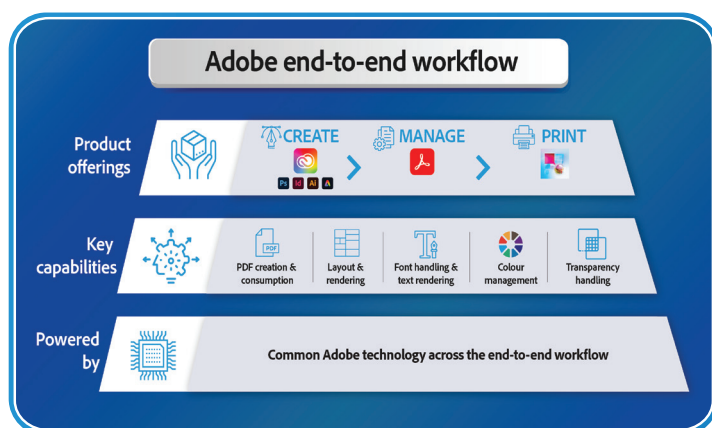 Adobe end-to-end workflow
Product
offerings
CREATE
MANAGE
PRINT
Ps Id Ai
Key
capabilities
PDF
PDF creation &
consumption
Layout &
rendering
Font handling &
text rendering
Colour
management
Transparency
handling
Powered
by
Common Adobe technology across the end-to-end workflow